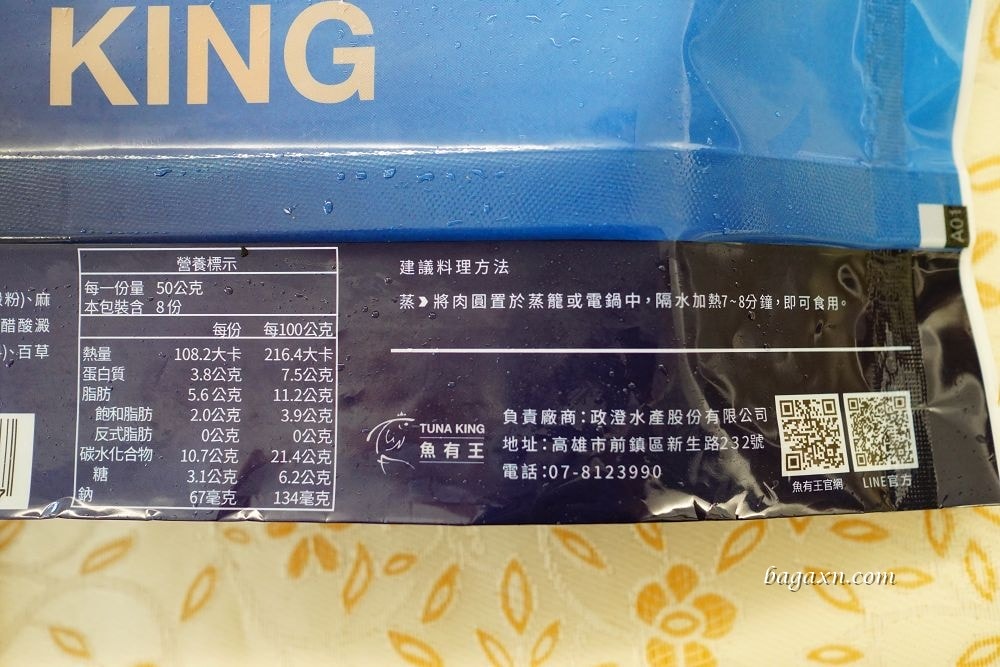 KING
A01
粉)、麻
醋酸澱
)、百草
營養標示
每一份量 50公克
本包裝含 8份
每份 每100公克
熱量 108.2大卡 216.4大卡
蛋白質 3.8公克 7.5公克
脂肪 5.6公克 11.2公克
飽和脂肪 2.0公克 3.9公克
反式脂肪 0公克 0公克
碳水化合物 10.7公克 21.4公克
糖 3.1公克 6.2公克
鈉 67毫克 134毫克
建議料理方法
蒸❯將肉圓置於蒸籠或電鍋中，隔水加熱7~8分鐘，即可食用。
TUNA KING
魚有王
負責廠商：政澄水產股份有限公司
地址：高雄市前鎮區新生路232號
電話：07-8123990
魚有王官網 LINE官方
bagaxn.com